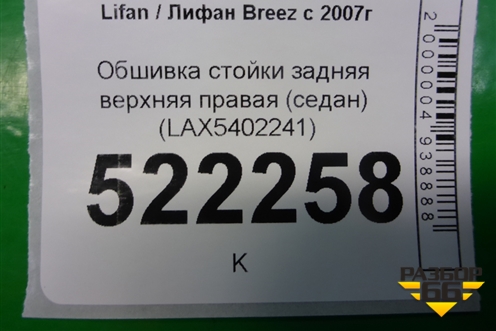 Lifan / Лифан Breez с 2007г
Обшивка стойки задняя
верхняя правая (седан)
(LAX5402241)
522258
К
2000004938888
РАЗБОР
66